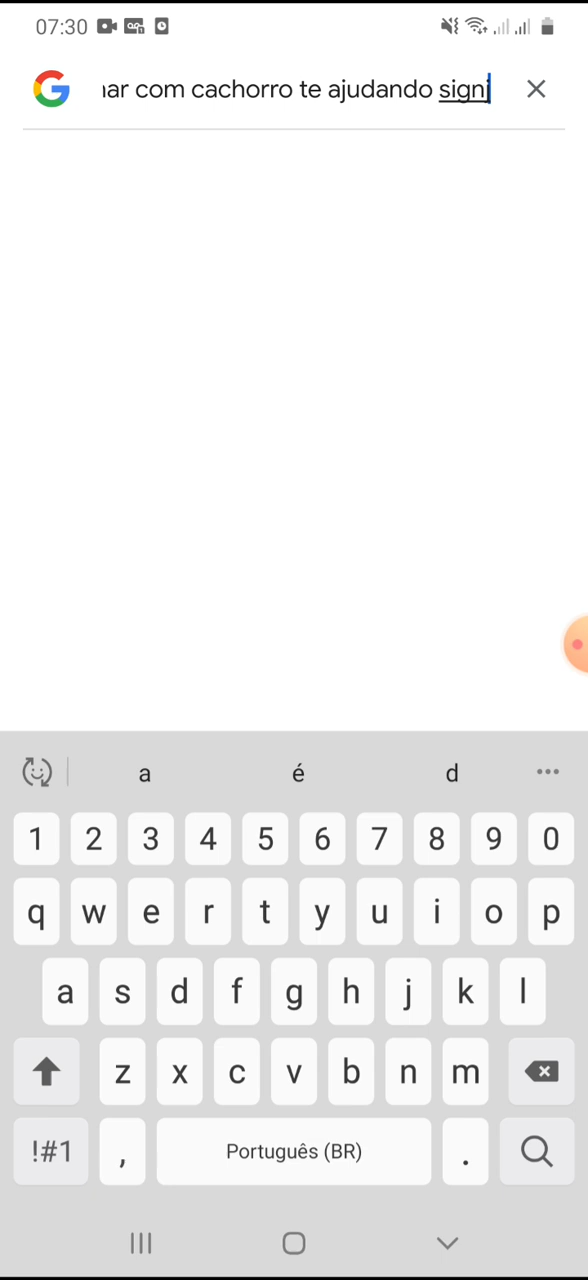 07:30
har com cachorro te ajudando signi
a é d
1 2 3 4 5 6 7 8 9 0
q w e r t y u i o p
a s d f g h j k l
z x c v b n m
!#1 , Português (BR) .